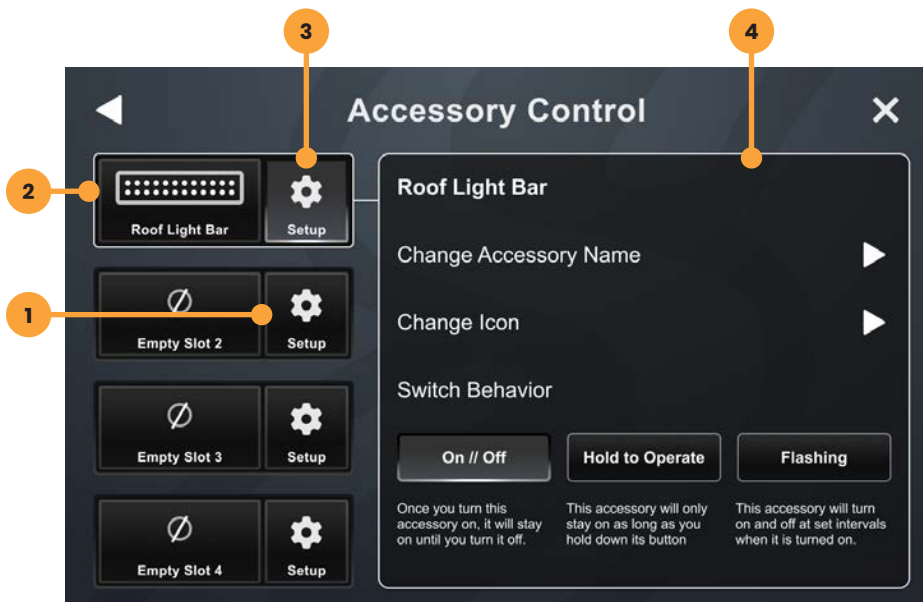 3
4
Accessory Control
2
Roof Light Bar
Setup
1
Empty Slot 2
Setup
Empty Slot 3
Setup
Empty Slot 4
Setup
Roof Light Bar
Change Accessory Name
Change Icon
Switch Behavior
On // Off
Once you turn this
accessory on, it will stay
on until you turn it off.
Hold to Operate
This accessory will only
stay on as long as you
hold down its button
Flashing
This accessory will turn
on and off at set intervals
when it is turned on.